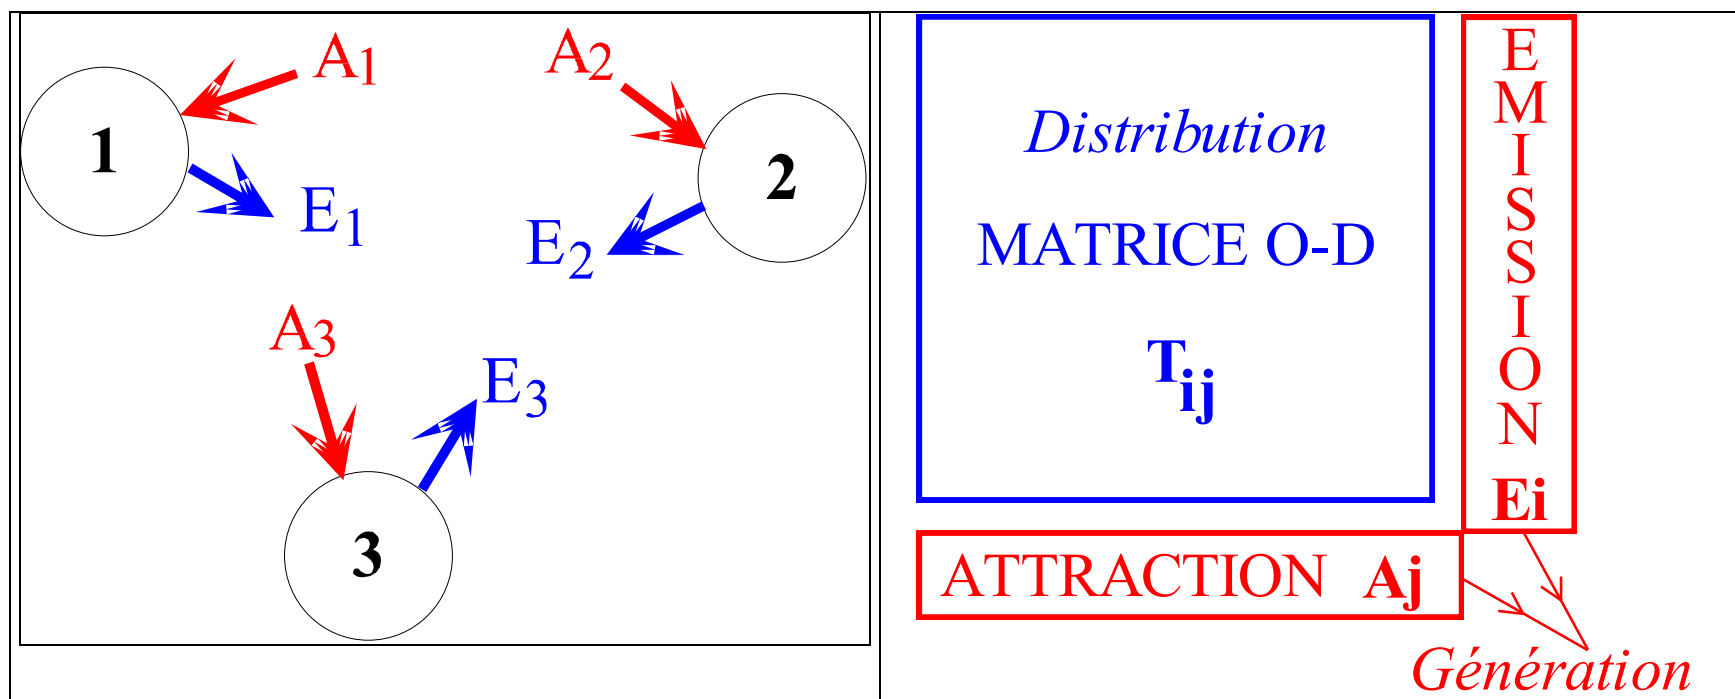 A1
A2
1
2
E1
E2
A3
E3
3
Distribution
MATRICE O-D
Tij
E
M
I
S
S
I
O
N
Ei
ATTRACTION Aj
Génération